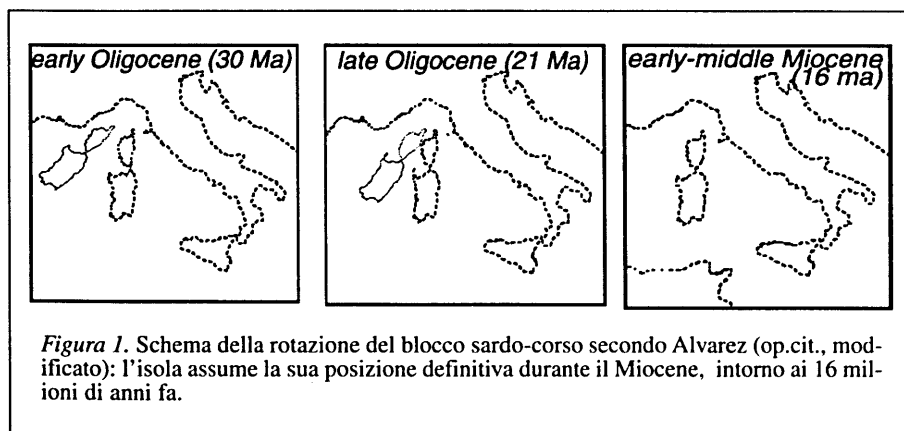 early Oligocene (30 Ma)
late Oligocene (21 Ma)
early-middle Miocene
(16 ma)
Figura 1. Schema della rotazione del blocco sardo-corso secondo Alvarez (op.cit., mod-
ificato): l'isola assume la sua posizione definitiva durante il Miocene, intorno ai 16 mil-
ioni di anni fa.